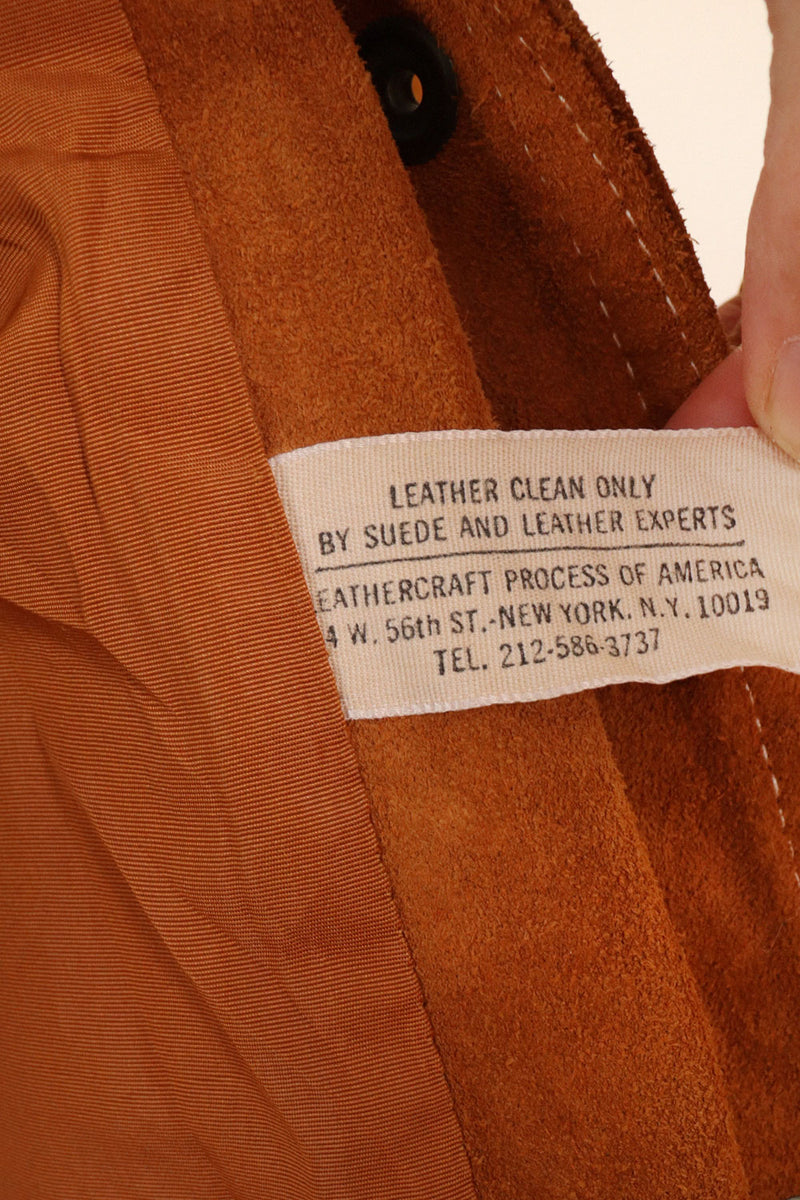 LEATHER CLEAN ONLY
BY SUEDE AND LEATHER EXPERTS
EATHERCRAFT PROCESS OF AMERICA
4 W. 56th ST.-NEW YORK. N.Y. 10019
TEL. 212-586-3737